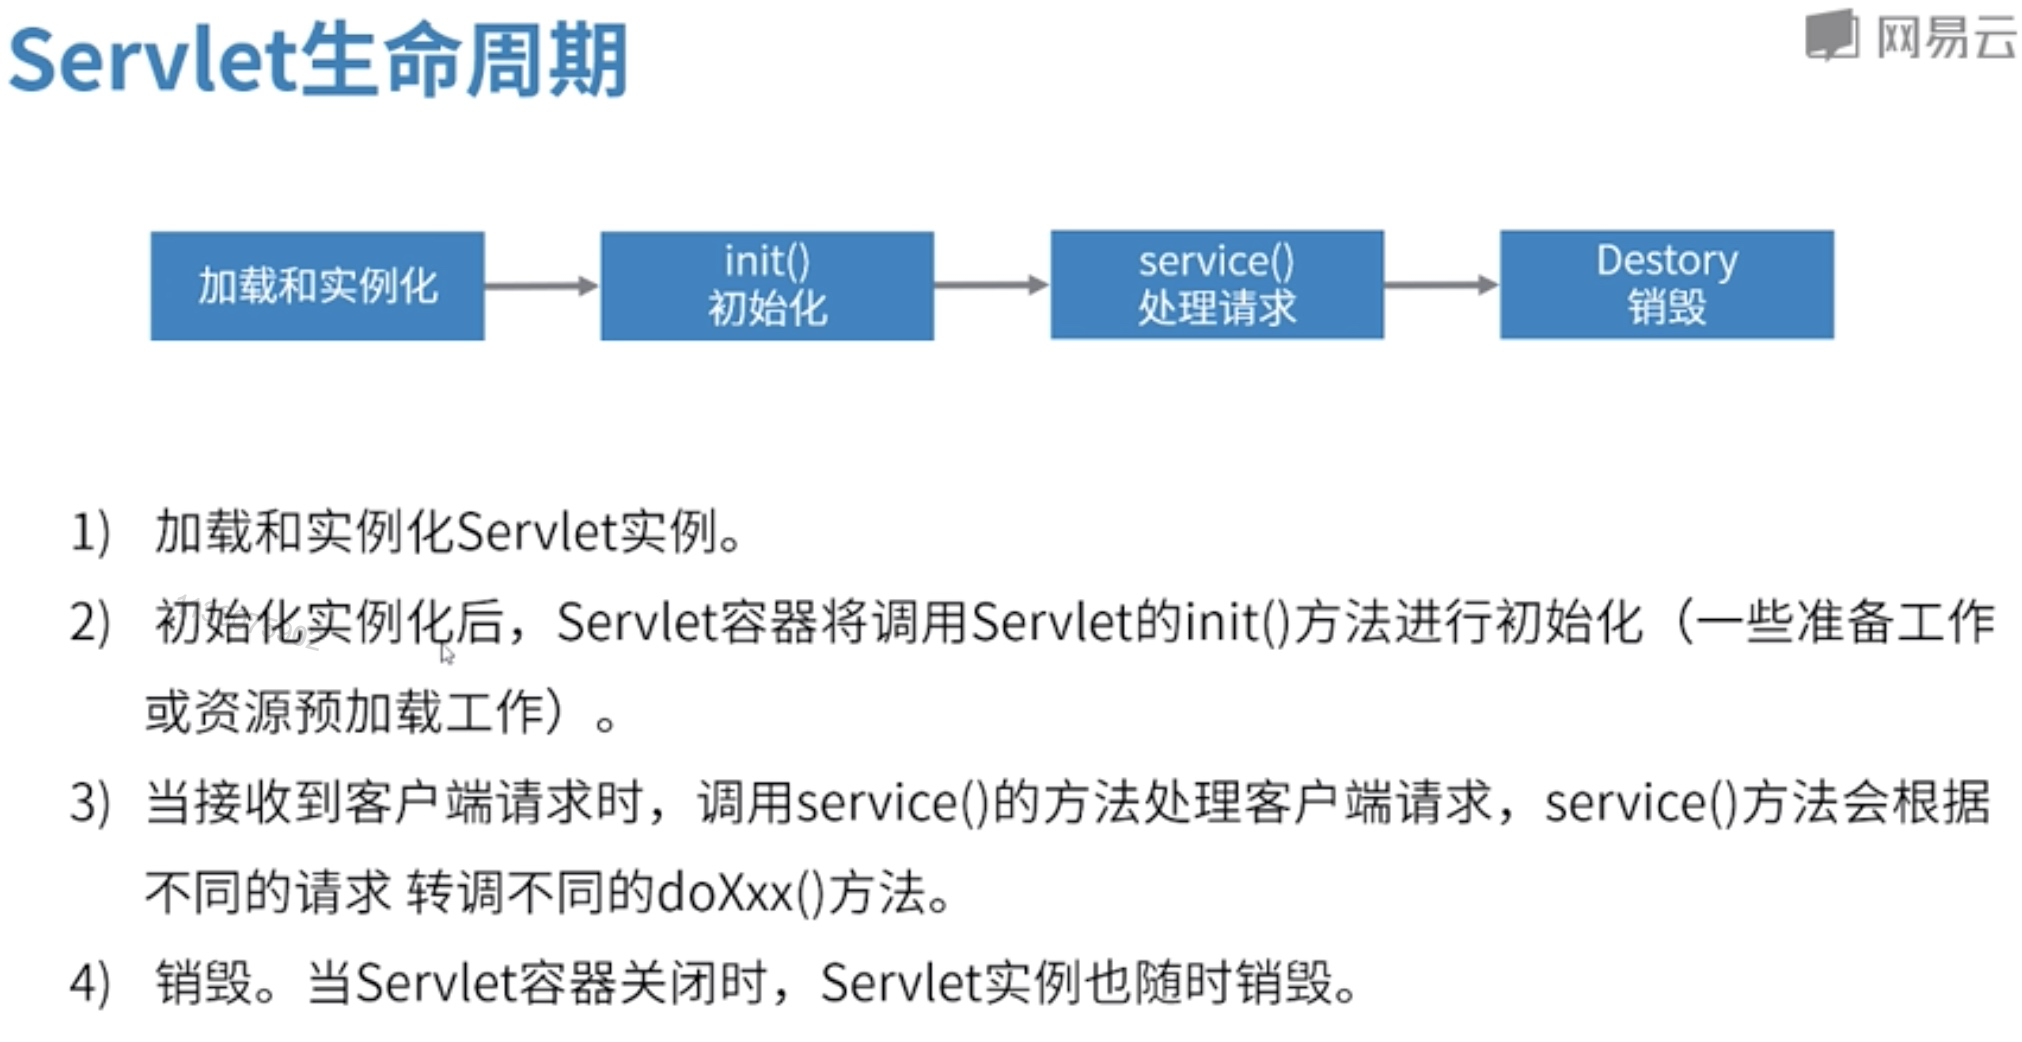 Servlet生命周期
网易云
加载和实例化
init()
初始化
service()
处理请求
Destory
销毁
1) 加载和实例化Servlet实例。
2) 初始化实例化后，Servlet容器将调用Servlet的init()方法进行初始化（一些准备工作
或资源预加载工作）。
3) 当接收到客户端请求时，调用service()的方法处理客户端请求，service()方法会根据
不同的请求 转调不同的doXxx()方法。
4) 销毁。当Servlet容器关闭时，Servlet实例也随时销毁。